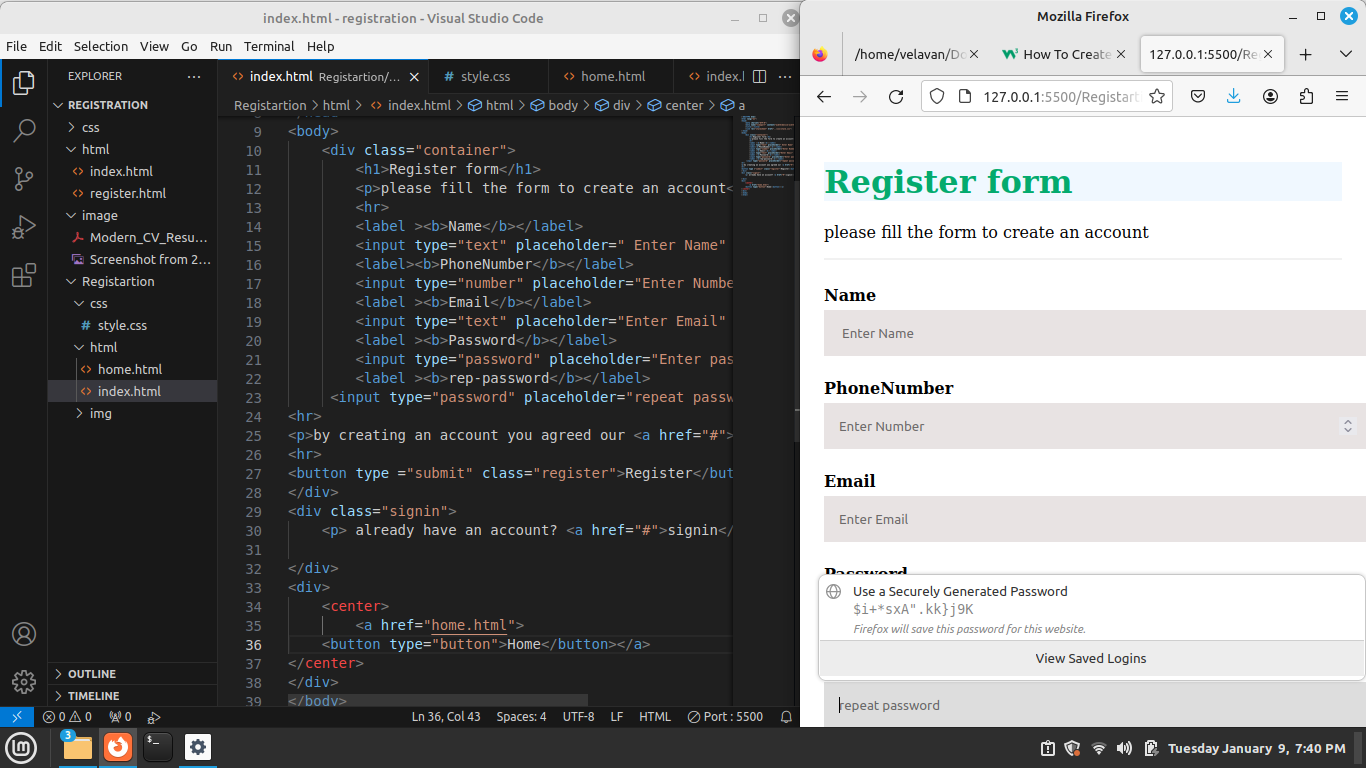 index.html - registration - Visual Studio Code
File Edit Selection View Go Run Terminal Help
EXPLORER
REGISTRATION
css
html
index.html
register.html
image
Modern_CV_Resu...
Screenshot from 2...
Registartion
css
style.css
html
home.html
index.html
img
OUTLINE
TIMELINE
index.html Registartion/... style.css home.html index.l
Registartion > html > index.html > html > body > div > center > a
9 <body>
10 <div class="container">
11 <h1>Register form</h1>
12 <p>please fill the form to create an account<
13 <hr>
14 <label ><b>Name</b></label>
15 <input type="text" placeholder=" Enter Name"
16 <label><b>PhoneNumber</b></label>
17 <input type="number" placeholder="Enter Numbe
18 <label ><b>Email</b></label>
19 <input type="text" placeholder="Enter Email"
20 <label ><b>Password</b></label>
21 <input type="password" placeholder="Enter pas
22 <label ><b>rep-password</b></label>
23 <input type="password" placeholder="repeat passw
24 <hr>
25 <p>by creating an account you agreed our <a href="#">
26 <hr>
27 <button type ="submit" class="register">Register</but
28 </div>
29 <div class="signin">
30 <p> already have an account? <a href="#">signin</
31
32 </div>
33 <div>
34 <center>
35 <a href="home.html">
36 <button type="button">Home</button></a>
37 </center>
38 </div>
39 </body>
0 0 0 Ln 36, Col 43 Spaces: 4 UTF-8 LF HTML Port : 5500
Mozilla Firefox
/home/velavan/Do How To Create 127.0.0.1:5500/Re
127.0.0.1:5500/Registart
Register form
please fill the form to create an account
Name
Enter Name
PhoneNumber
Enter Number
Email
Enter Email
Password
Use a Securely Generated Password
$i+*sxA".kk}j9K
Firefox will save this password for this website.
View Saved Logins
repeat password
3
Tuesday January 9, 7:40 PM